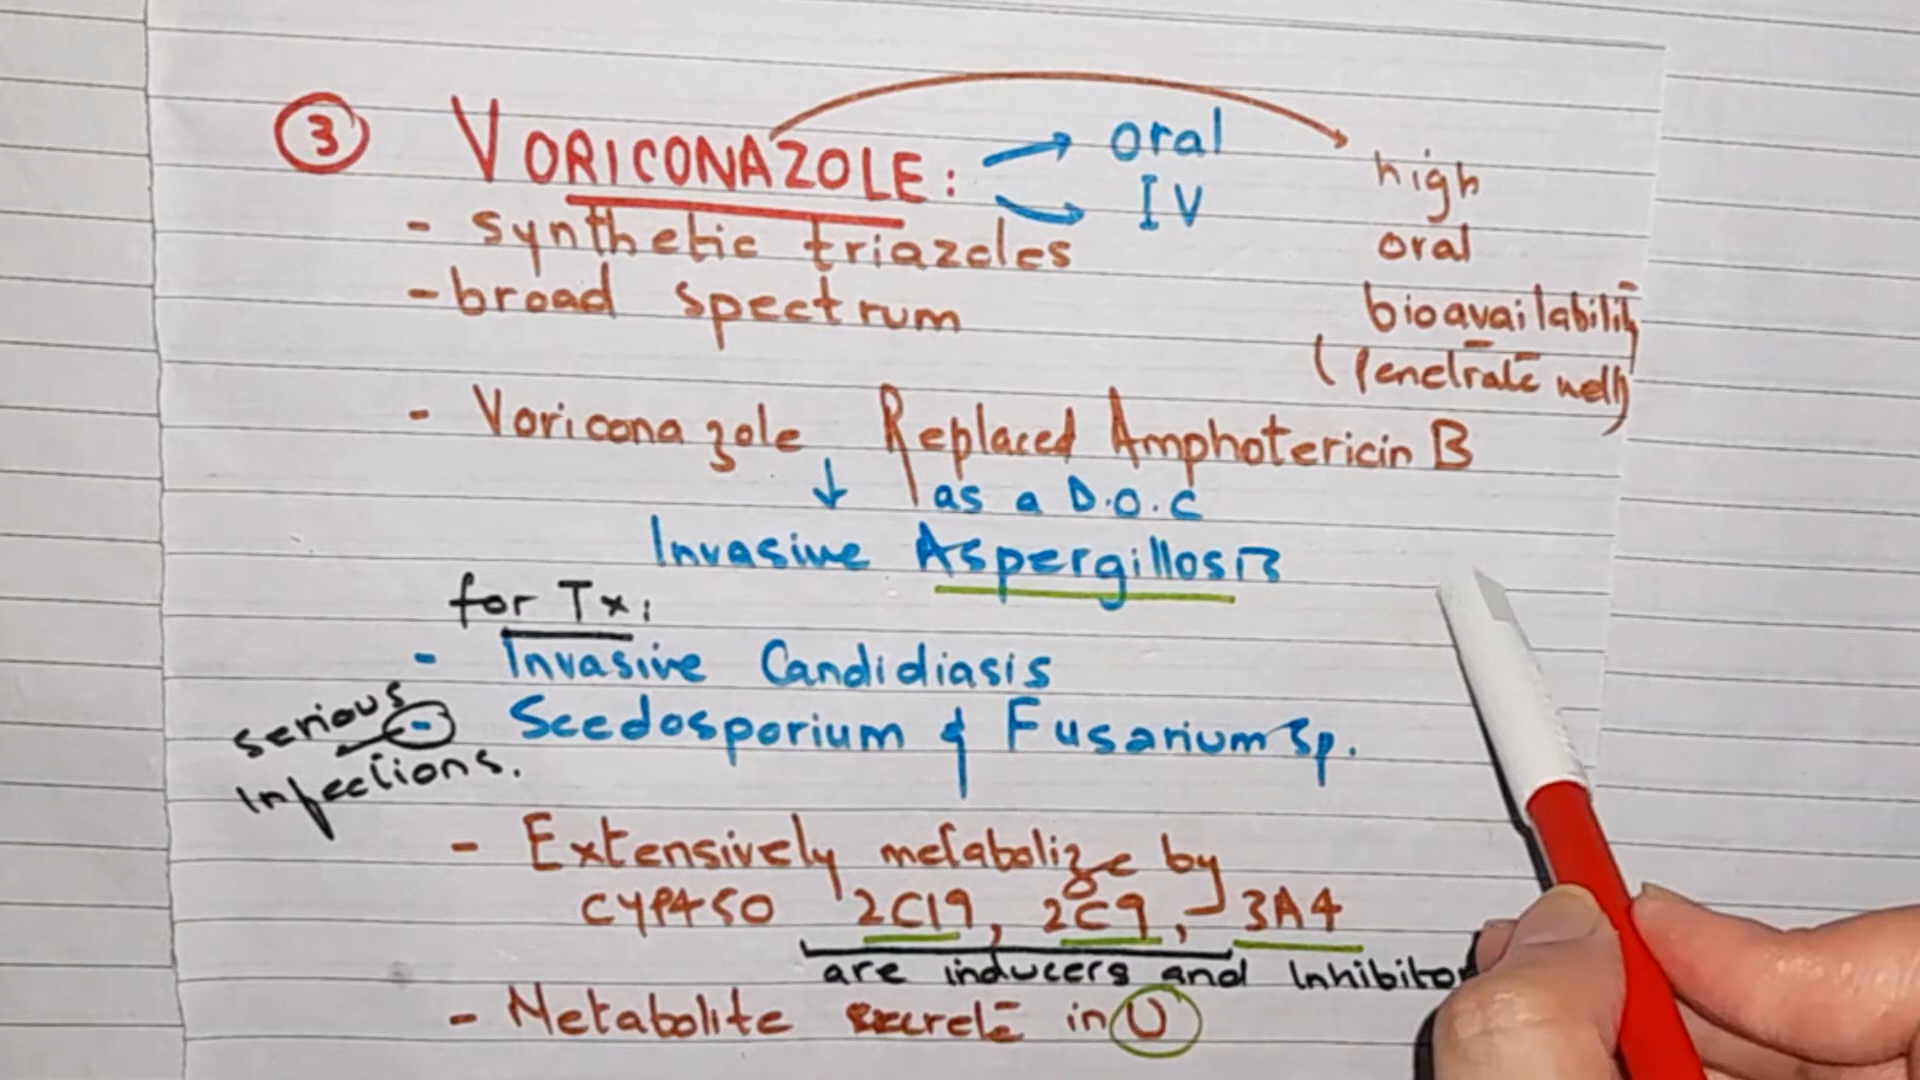 ③ VORICONAZOLE: oral
IV
high
oral
bioavailability
(Penetrate well)
- synthetic triazoles
- broad spectrum
- Voriconazole Replaced Amphotericin B
↓ as a D.O.C
Invasive Aspergillosis
for Tx:
- Invasive Candidiasis
serious infections.
- Scedosporium & Fusarium sp.
- Extensively metabolize by
CYP450 2C19, 2C9, 3A4
are inducers and Inhibitor
- Metabolite in U